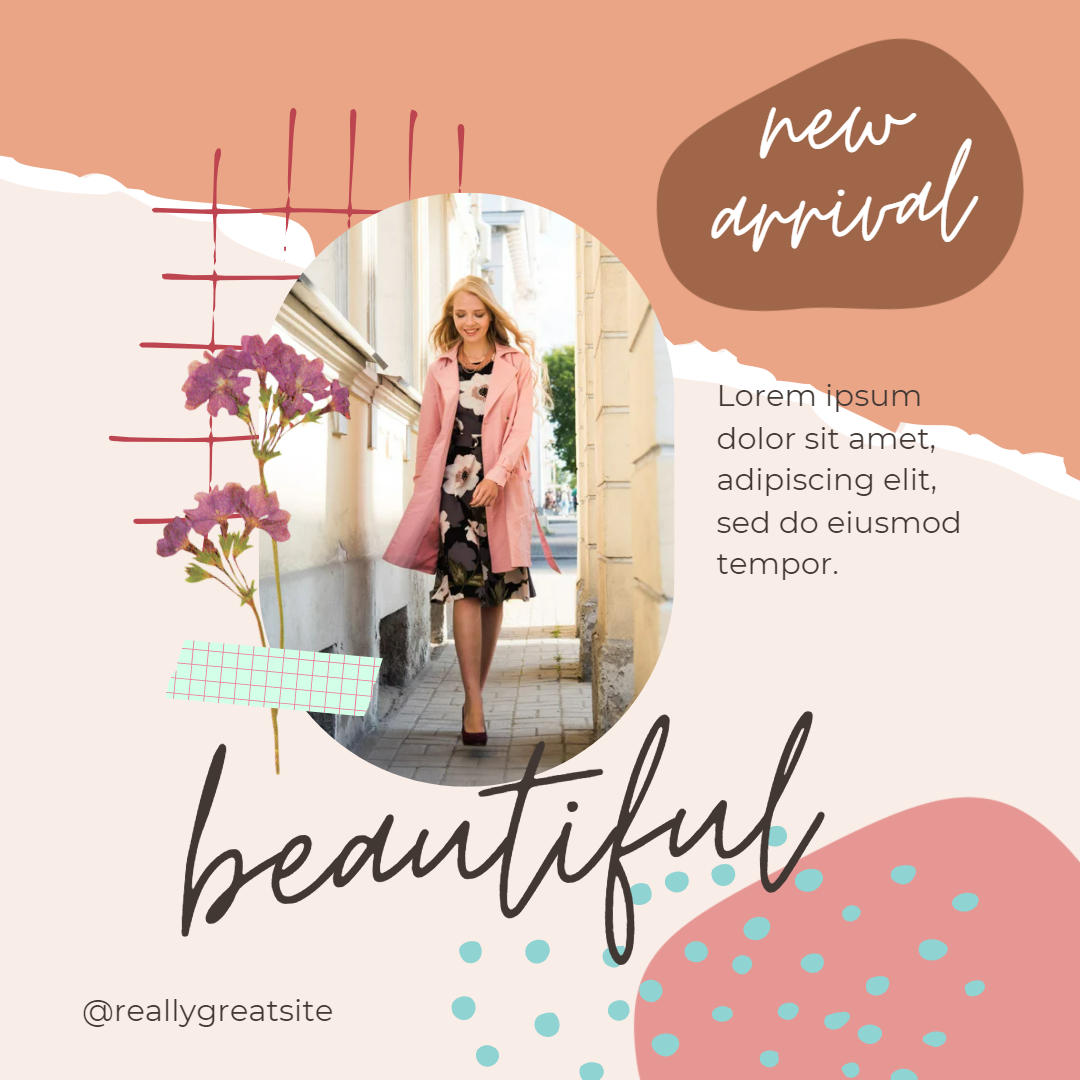 new
arrival
Lorem ipsum
dolor sit amet,
adipiscing elit,
sed do eiusmod
tempor.
beautiful
@reallygreatsite